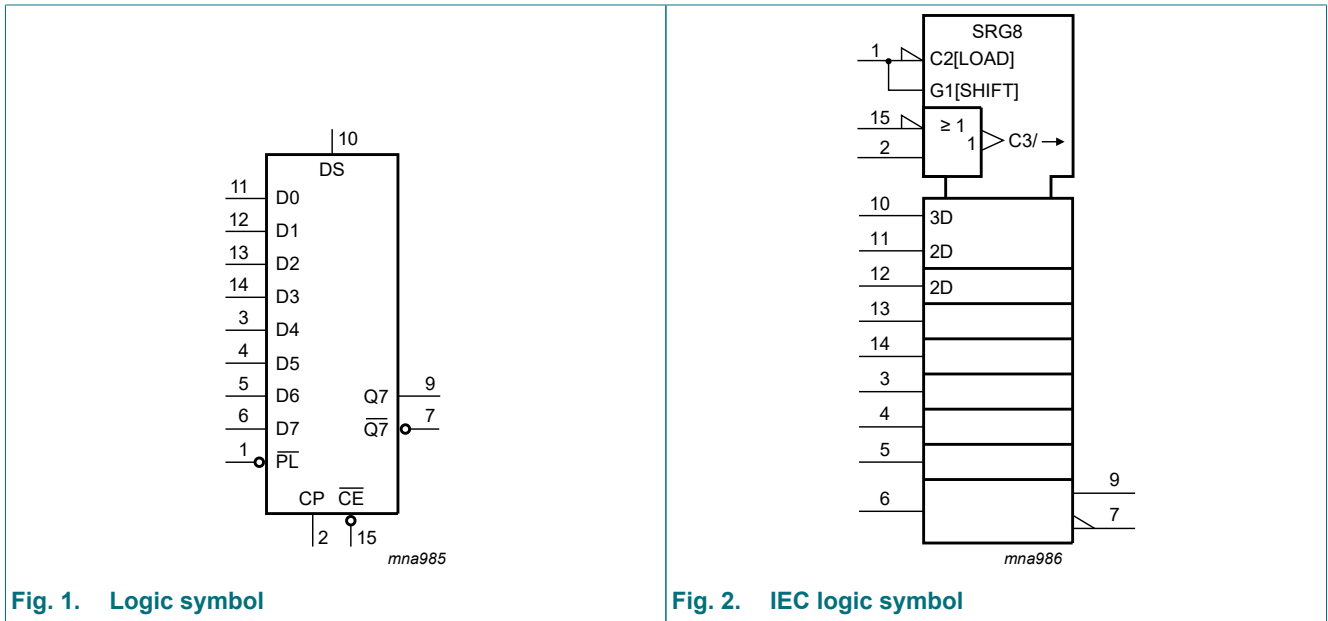 10
DS
11 D0
12 D1
13 D2
14 D3
3 D4
4 D5
5 D6 Q7 9
6 D7 Q7 7
1 PL
CP CE
2 15
mna985
Fig. 1. Logic symbol
SRG8
1 C2[LOAD]
G1[SHIFT]
15 ≥ 1
2 1 C3/
10 3D
11 2D
12 2D
13
14
3
4
5
6
9
7
mna986
Fig. 2. IEC logic symbol